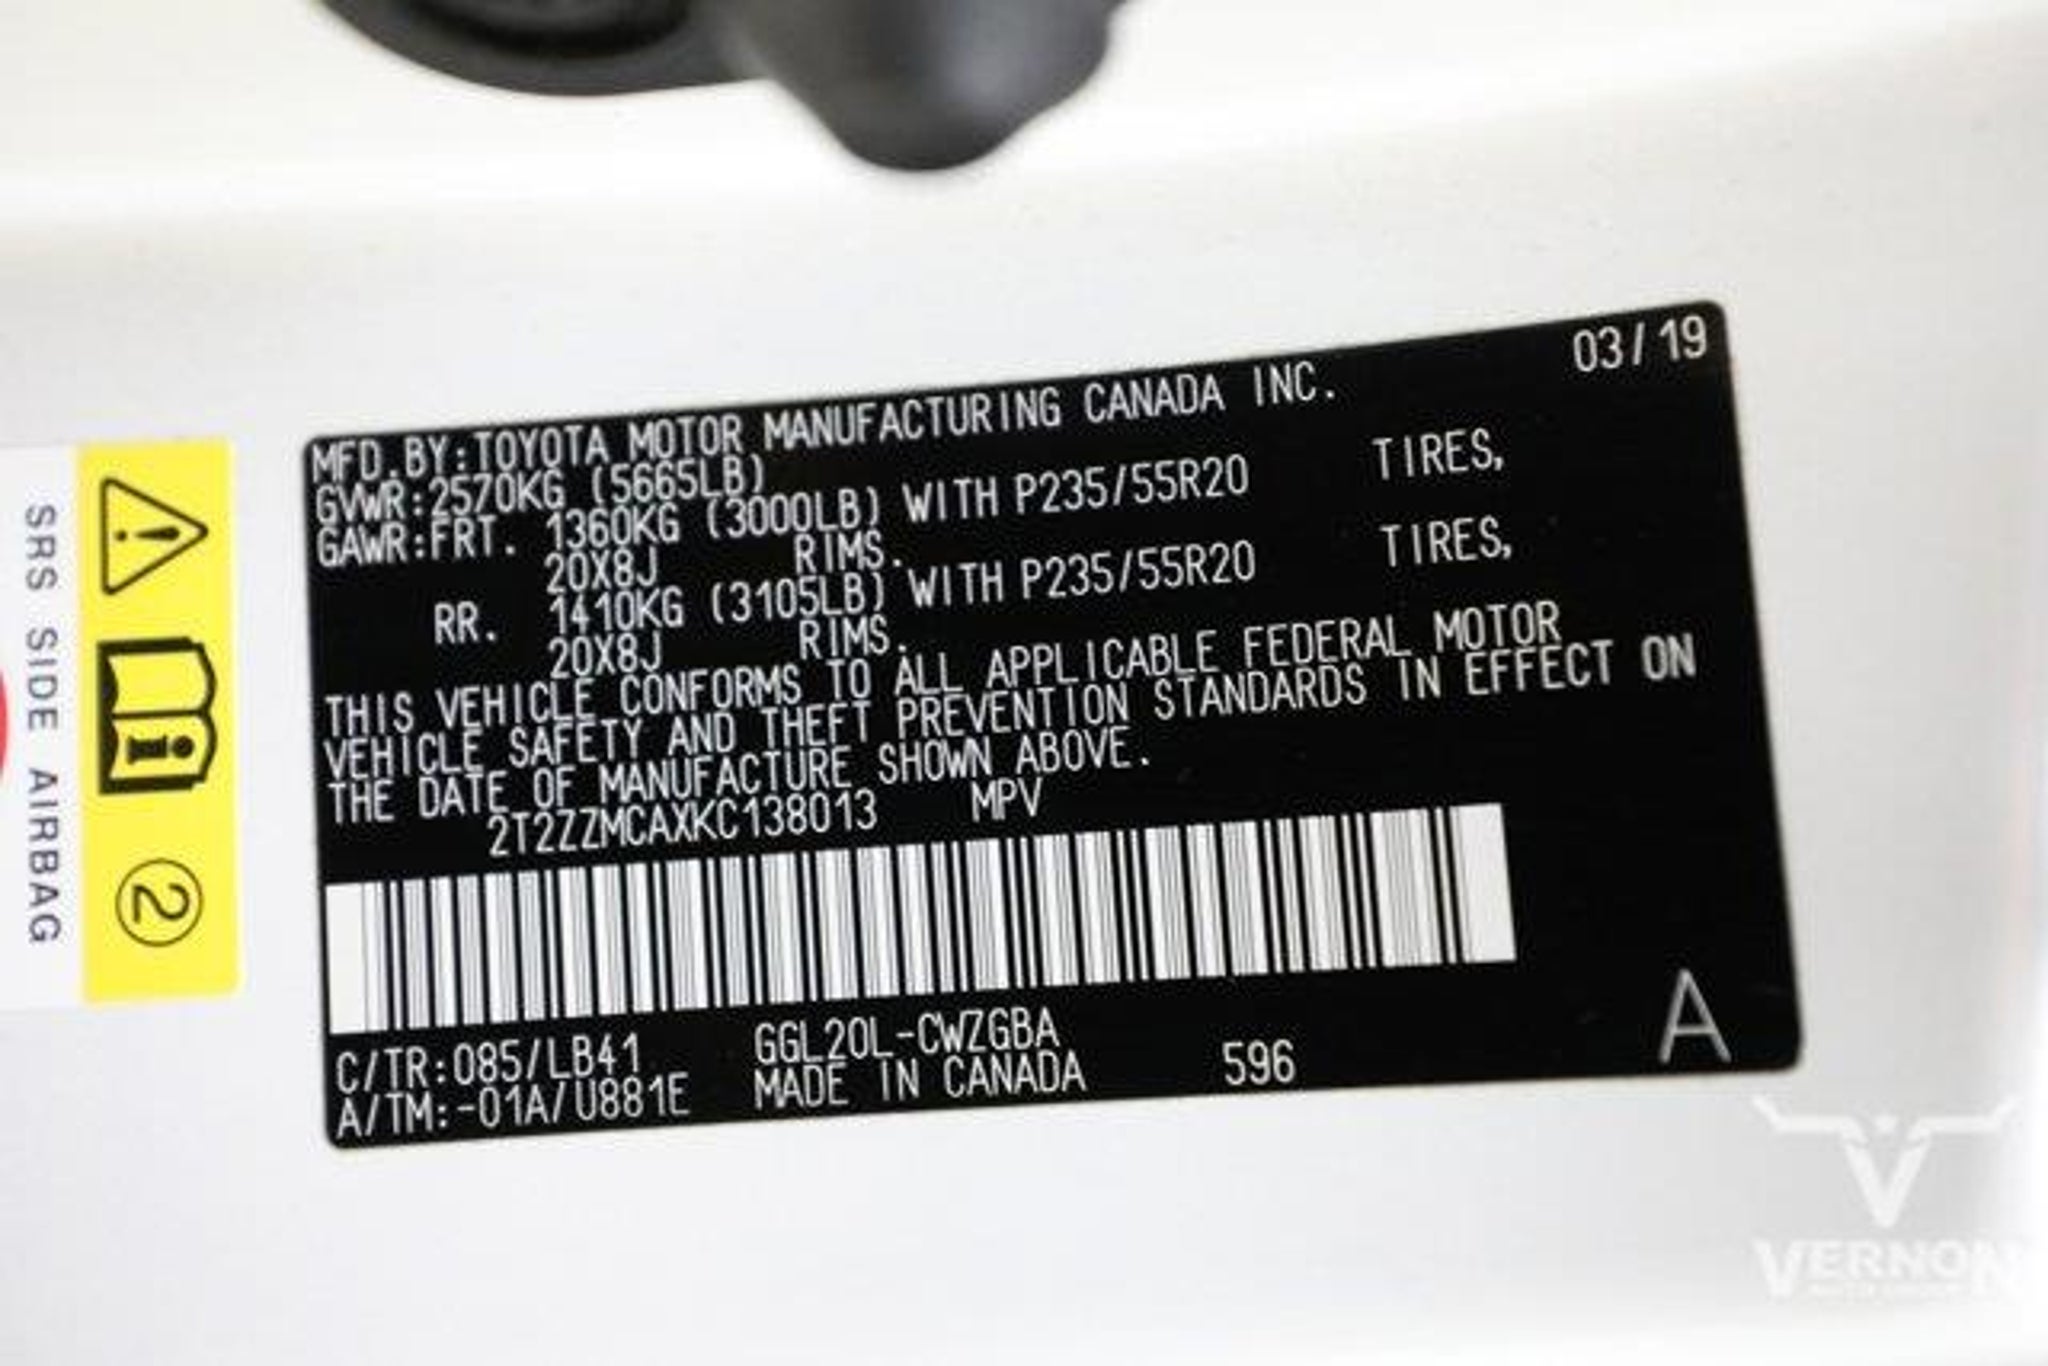 03/19
MFD.BY:TOYOTA MOTOR MANUFACTURING CANADA INC.
GVWR:2570KG (5665LB)
GAWR:FRT. 1360KG (3000LB) WITH P235/55R20 TIRES,
20X8J RIMS.
RR. 1410KG (3105LB) WITH P235/55R20 TIRES,
20X8J RIMS.
THIS VEHICLE CONFORMS TO ALL APPLICABLE FEDERAL MOTOR
VEHICLE SAFETY AND THEFT PREVENTION STANDARDS IN EFFECT ON
THE DATE OF MANUFACTURE SHOWN ABOVE.
2T2ZZMCAXKC138013 MPV
C/TR:085/LB41 GGL20L-CWZGBA
A/TM:-01A/U881E MADE IN CANADA 596
A
SRS SIDE AIRBAG
2
VERNON